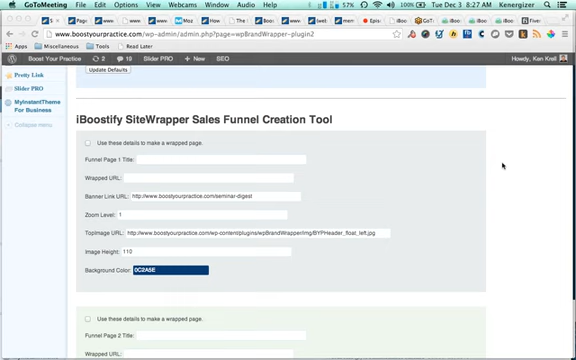 GoToMeeting File Edit View Window Help
57% 100% Tue Dec 3 8:27 AM Kenergizer
www.boostyourpractice.com/wp-admin/admin.php?page=wpBrandWrapper-plugin2
Apps Miscellaneous Tools Read Later
Boost Your Practice 2 19 New Slider PRO SEO Howdy, Ken Krell
Pretty Link
Slider PRO
MyInstantTheme
For Business
Collapse menu
Update Defaults
iBoostify SiteWrapper Sales Funnel Creation Tool
Use these details to make a wrapped page.
Funnel Page 1 Title:
Wrapped URL:
Banner Link URL: http://www.boostyourpractice.com/seminar-digest
Zoom Level: 1
TopImage URL: http://www.boostyourpractice.com/wp-content/plugins/wpBrandWrapper/img/BYPHeader_float_left.jpg
Image Height: 110
Background Color: 0C2A5E
Use these details to make a wrapped page.
Funnel Page 2 Title:
Wrapped URL: